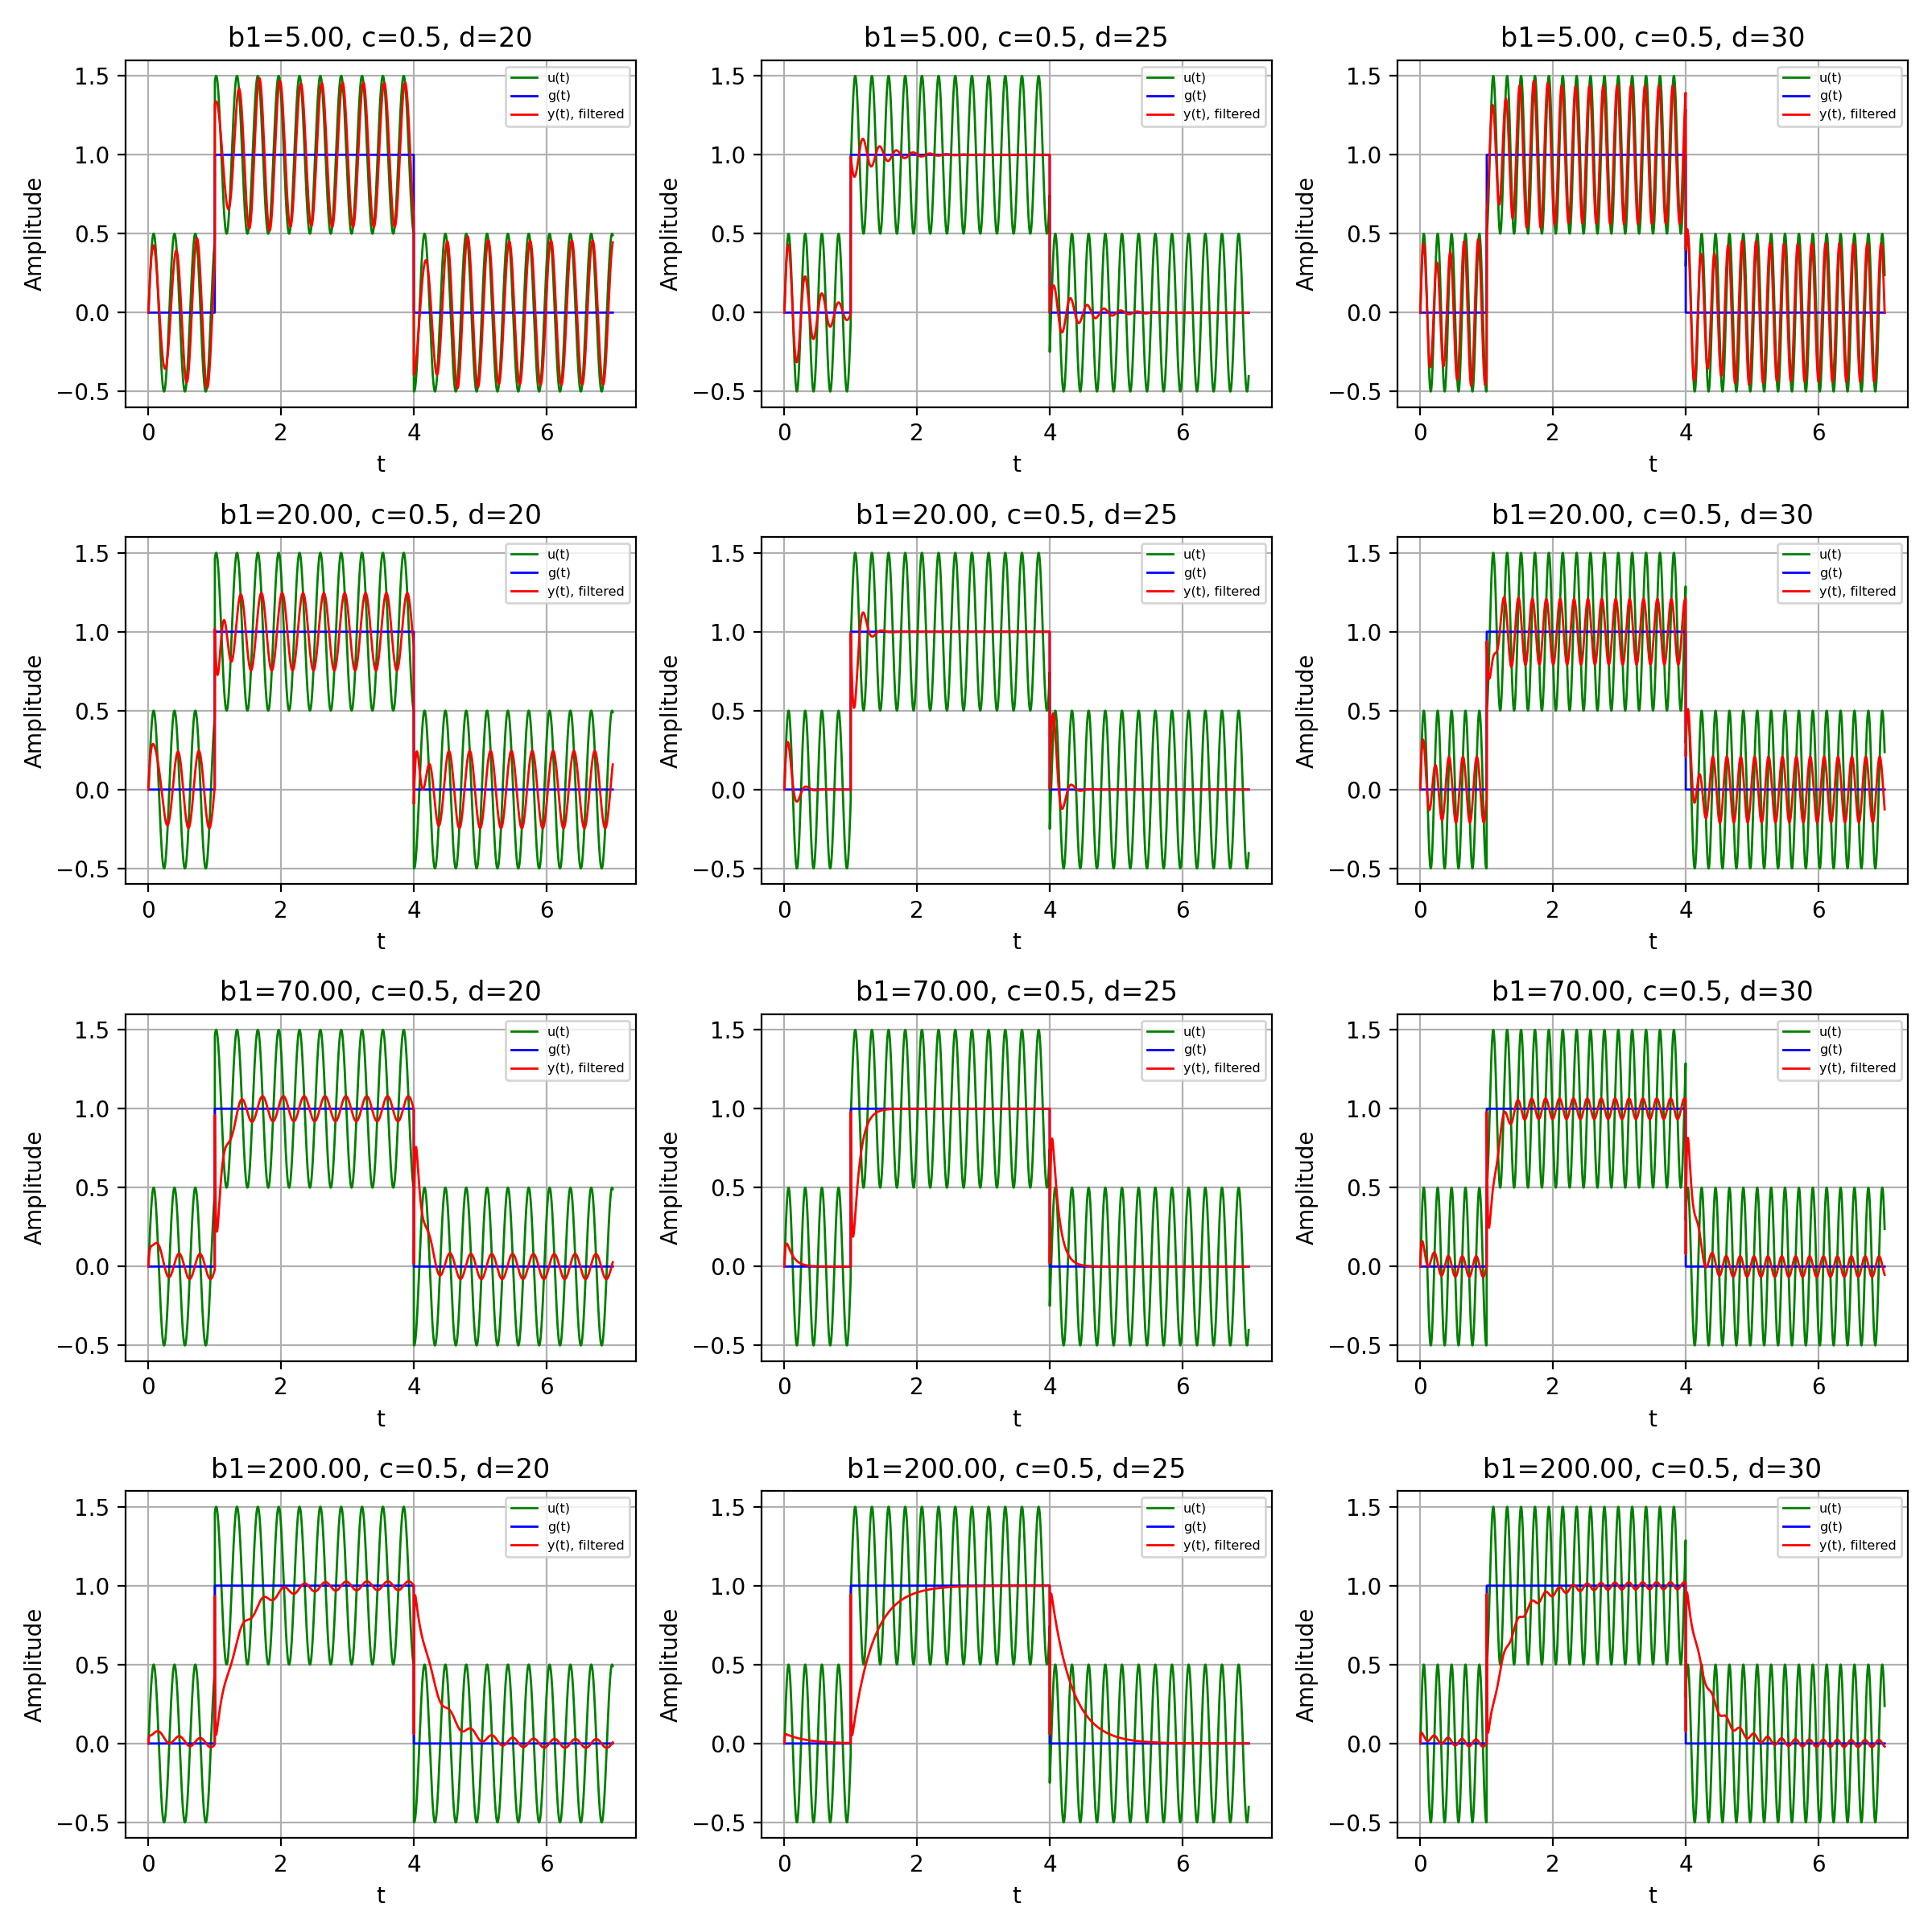 b1=5.00, c=0.5, d=20
u(t)
g(t)
y(t), filtered
Amplitude
1.5
1.0
0.5
0.0
−0.5
0 2 4 6
t
b1=5.00, c=0.5, d=25
u(t)
g(t)
y(t), filtered
Amplitude
1.5
1.0
0.5
0.0
−0.5
0 2 4 6
t
b1=5.00, c=0.5, d=30
u(t)
g(t)
y(t), filtered
Amplitude
1.5
1.0
0.5
0.0
−0.5
0 2 4 6
t
b1=20.00, c=0.5, d=20
u(t)
g(t)
y(t), filtered
Amplitude
1.5
1.0
0.5
0.0
−0.5
0 2 4 6
t
b1=20.00, c=0.5, d=25
u(t)
g(t)
y(t), filtered
Amplitude
1.5
1.0
0.5
0.0
−0.5
0 2 4 6
t
b1=20.00, c=0.5, d=30
u(t)
g(t)
y(t), filtered
Amplitude
1.5
1.0
0.5
0.0
−0.5
0 2 4 6
t
b1=70.00, c=0.5, d=20
u(t)
g(t)
y(t), filtered
Amplitude
1.5
1.0
0.5
0.0
−0.5
0 2 4 6
t
b1=70.00, c=0.5, d=25
u(t)
g(t)
y(t), filtered
Amplitude
1.5
1.0
0.5
0.0
−0.5
0 2 4 6
t
b1=70.00, c=0.5, d=30
u(t)
g(t)
y(t), filtered
Amplitude
1.5
1.0
0.5
0.0
−0.5
0 2 4 6
t
b1=200.00, c=0.5, d=20
u(t)
g(t)
y(t), filtered
Amplitude
1.5
1.0
0.5
0.0
−0.5
0 2 4 6
t
b1=200.00, c=0.5, d=25
u(t)
g(t)
y(t), filtered
Amplitude
1.5
1.0
0.5
0.0
−0.5
0 2 4 6
t
b1=200.00, c=0.5, d=30
u(t)
g(t)
y(t), filtered
Amplitude
1.5
1.0
0.5
0.0
−0.5
0 2 4 6
t